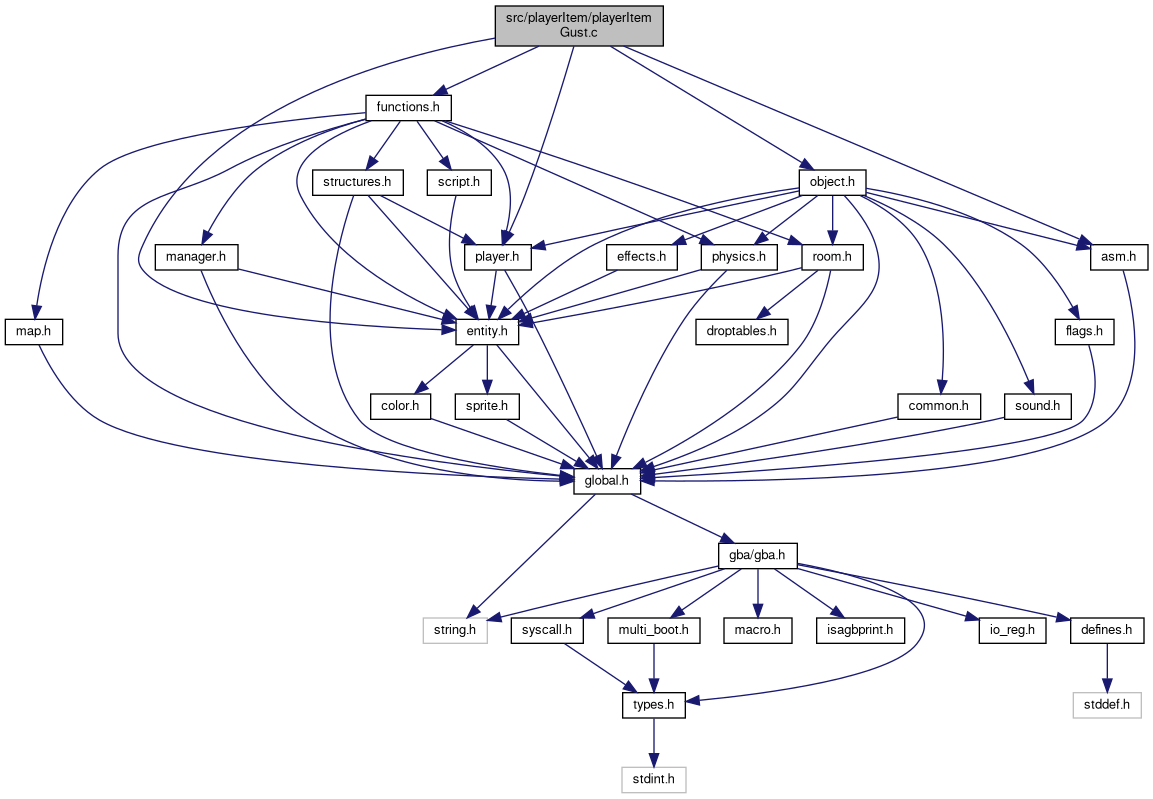 src/playerItem/playerItem
Gust.c
functions.h
structures.h
script.h
object.h
manager.h
player.h
effects.h
physics.h
room.h
asm.h
map.h
entity.h
droptables.h
flags.h
color.h
sprite.h
common.h
sound.h
global.h
gba/gba.h
string.h
syscall.h
multi_boot.h
macro.h
isagbprint.h
io_reg.h
defines.h
types.h
stddef.h
stdint.h